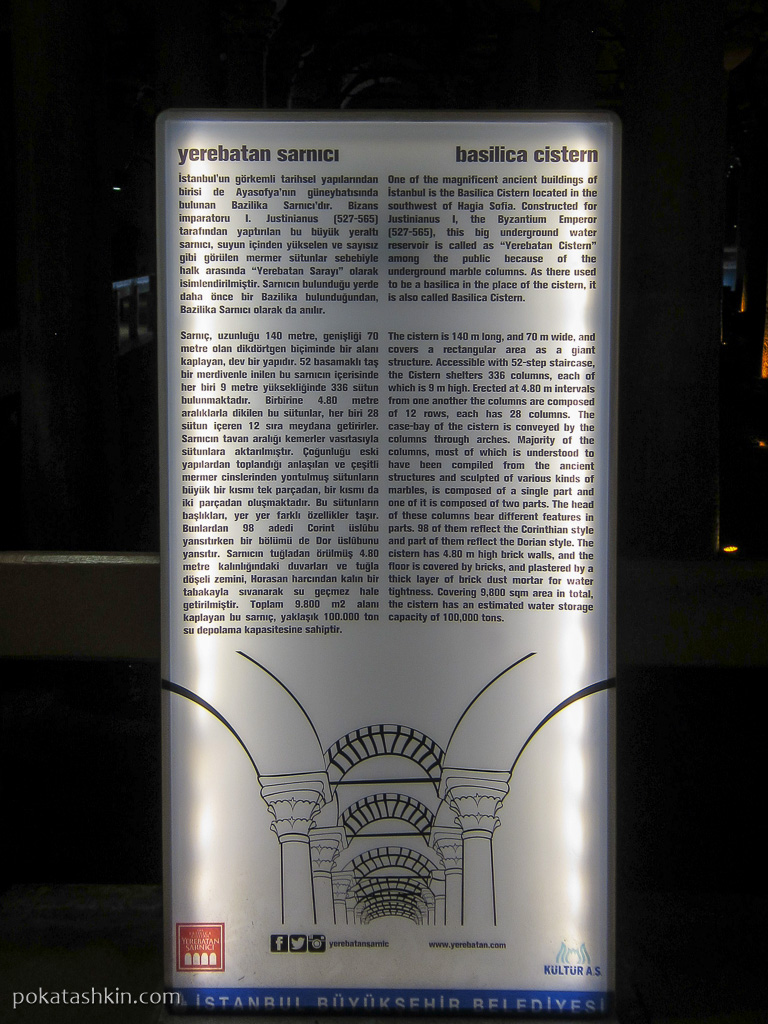 yerebatan sarnıcı
İstanbul'un görkemli tarihsel yapılarından
birisi de Ayasofya'nın güneybatısında
bulunan Bazilika Sarnıcı'dır. Bizans
imparatoru I. Justinianus (527-565)
tarafından yaptırılan bu büyük yeraltı
sarnıcı, suyun içinden yükselen ve sayısız
gibi görülen mermer sütunlar sebebiyle
halk arasında “Yerebatan Sarayı” olarak
isimlendirilmiştir. Sarnıcın bulunduğu yerde
daha önce bir Bazilika bulunduğundan,
Bazilika Sarnıcı olarak da anılır.
Sarnıç, uzunluğu 140 metre, genişliği 70
metre olan dikdörtgen biçiminde bir alanı
kaplayan, dev bir yapıdır. 52 basamaklı taş
bir merdivenle inilen bu sarnıcın içerisinde
her biri 9 metre yüksekliğinde 336 sütun
bulunmaktadır. Birbirine 4.80 metre
aralıklarla dikilen bu sütunlar, her biri 28
sütun içeren 12 sıra meydana getirirler.
Sarnıcın tavan aralığı kemerler vasıtasıyla
sütunlara aktarılmıştır. Çoğunluğu eski
yapılardan toplandığı anlaşılan ve çeşitli
mermer cinslerinden yontulmuş sütunların
büyük bir kısmı tek parçadan, bir kısmı da
iki parçadan oluşmaktadır. Bu sütunların
başlıkları, yer yer farklı özellikler taşır.
Bunlardan 98 adedi Corint üslübu
yansıtırken bir bölümü de Dor üslübunu
yansıtır. Sarnıcın tuğladan örülmüş 4.80
metre kalınlığındaki duvarları ve tuğla
döşeli zemini, Horasan harcından kalın bir
tabakayla sıvanarak su geçmez hale
getirilmiştir. Toplam 9.800 m2 alanı
kaplayan bu sarnıç, yaklaşık 100.000 ton
su depolama kapasitesine sahiptir.
basilica cistern
One of the magnificent ancient buildings of
İstanbul is the Basilica Cistern located in the
southwest of Hagia Sofia. Constructed for
Justinianus I, the Byzantium Emperor
(527-565), this big underground water
reservoir is called as “Yerebatan Cistern”
among the public because of the
underground marble columns. As there used
to be a basilica in the place of the cistern, it
is also called Basilica Cistern.
The cistern is 140 m long, and 70 m wide, and
covers a rectangular area as a giant
structure. Accessible with 52-step staircase,
the Cistern shelters 336 columns, each of
which is 9 m high. Erected at 4.80 m intervals
from one another the columns are composed
of 12 rows, each has 28 columns. The
case-bay of the cistern is conveyed by the
columns through arches. Majority of the
columns, most of which is understood to
have been compiled from the ancient
structures and sculpted of various kinds of
marbles, is composed of a single part and
one of it is composed of two parts. The head
of these columns bear different features in
parts. 98 of them reflect the Corinthian style
and part of them reflect the Dorian style. The
cistern has 4.80 m high brick walls, and the
floor is covered by bricks, and plastered by a
thick layer of brick dust mortar for water
tightness. Covering 9,800 sqm area in total,
the cistern has an estimated water storage
capacity of 100,000 tons.
YEREBATAN
SARNICI
yerebatansarnic
www.yerebatan.com
KÜLTÜR A.Ş.
İSTANBUL BÜYÜKŞEHİR BELEDİYESİ
pokatashkin.com